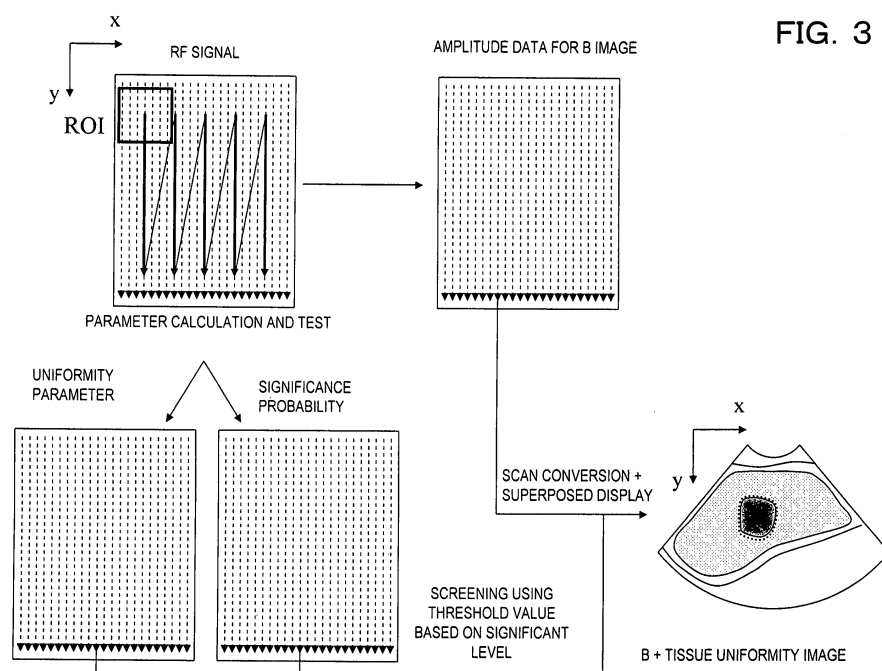 FIG. 3
x
RF SIGNAL
AMPLITUDE DATA FOR B IMAGE
y
ROI
PARAMETER CALCULATION AND TEST
UNIFORMITY
PARAMETER
SIGNIFICANCE
PROBABILITY
x
y
SCAN CONVERSION +
SUPERPOSED DISPLAY
SCREENING USING
THRESHOLD VALUE
BASED ON SIGNIFICANT
LEVEL
B + TISSUE UNIFORMITY IMAGE